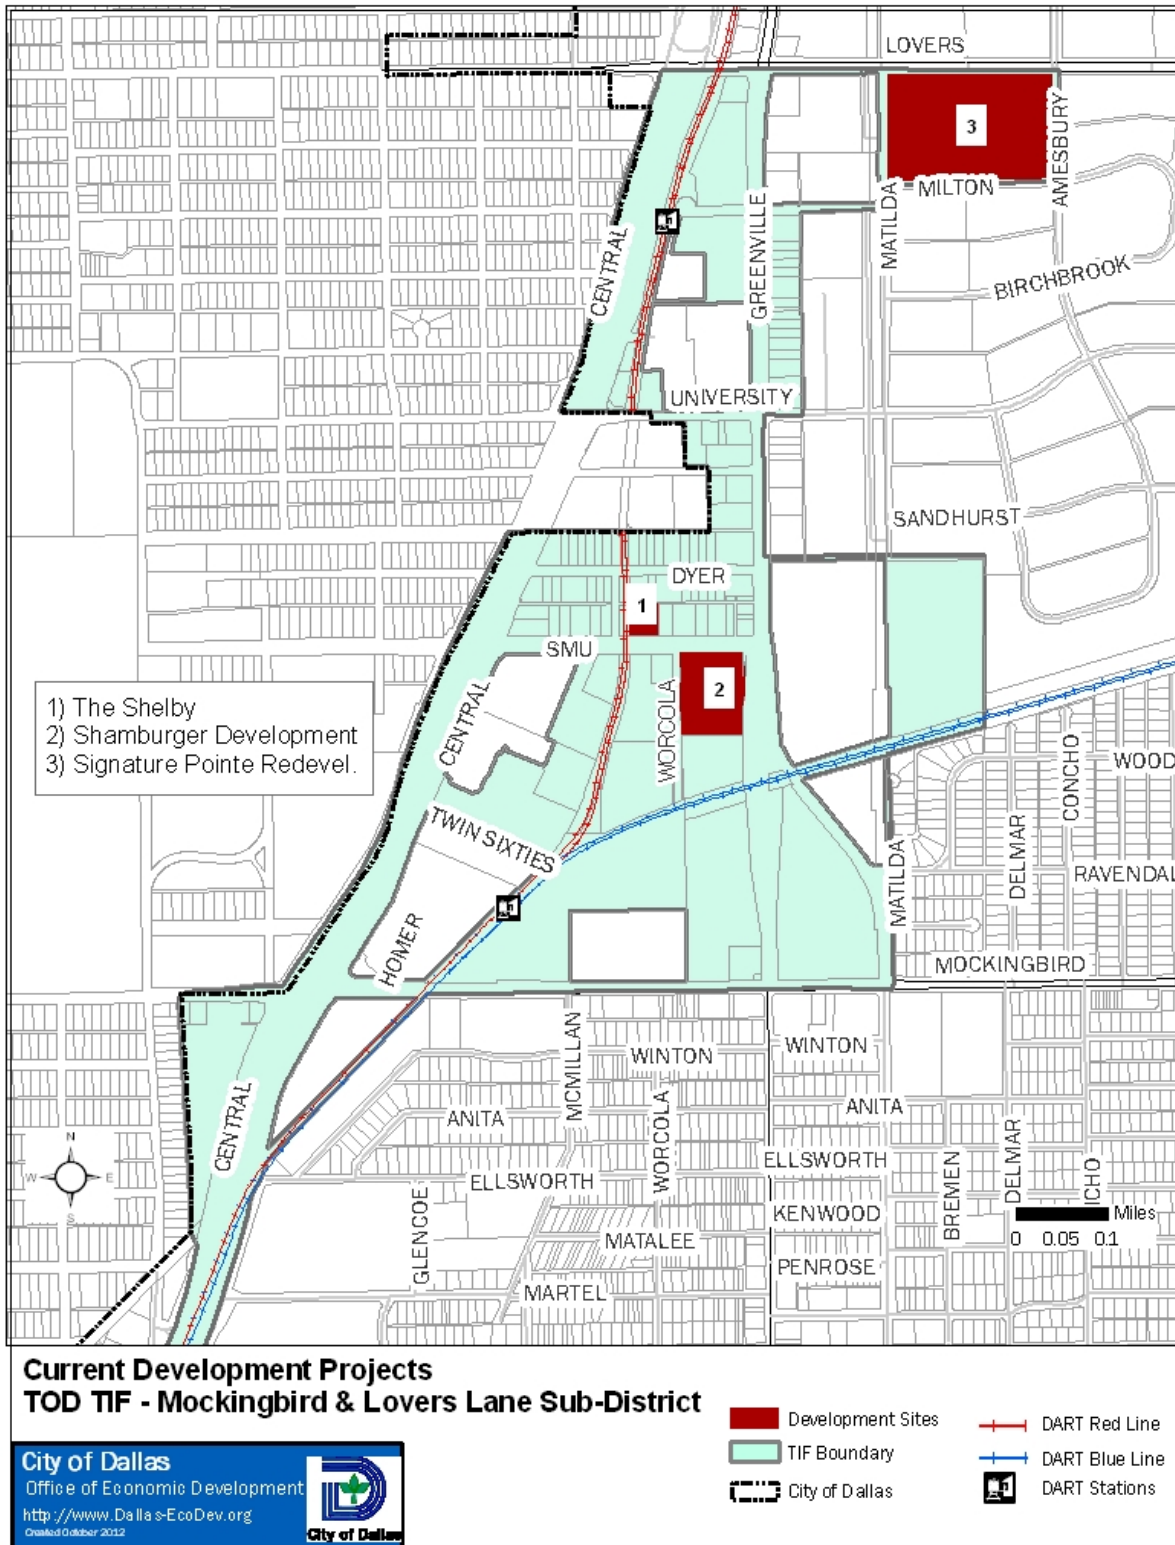 LOVERS
3
AMESBURY
MILTON
MATILDA
GREENVILLE
CENTRAL
BIRCHBROOK
UNIVERSITY
SANDHURST
DYER
1
SMU
2
CENTRAL
WORCOLA
1) The Shelby
2) Shamburger Development
3) Signature Pointe Redevel.
CONCHO
WOOD
TWIN SIXTIES
DELMAR
MATILDA
RAVENDAL
HOMER
MOCKINGBIRD
MCMILLAN
WINTON
WINTON
CENTRAL
ANITA
ANITA
WORCOLA
DELMAR
ICHO
N
W
E
S
ELLSWORTH
ELLSWORTH
BREMEN
GLENCOE
KENWOOD
Miles
MATALEE
0 0.05 0.1
PENROSE
MARTEL
Current Development Projects
TOD TIF - Mockingbird & Lovers Lane Sub-District
City of Dallas
Office of Economic Development
http://www.Dallas-EcoDev.org
Created October 2012
City of Dallas
Development Sites
TIF Boundary
City of Dallas
DART Red Line
DART Blue Line
DART Stations